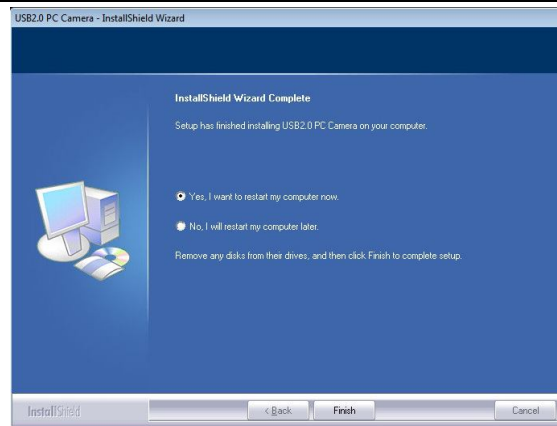 USB2.0 PC Camera - InstallShield Wizard
InstallShield Wizard Complete
Setup has finished installing USB2.0 PC Camera on your computer.
Yes, I want to restart my computer now.
No, I will restart my computer later.
Remove any disks from their drives, and then click Finish to complete setup.
InstallShield
< Back
Finish
Cancel